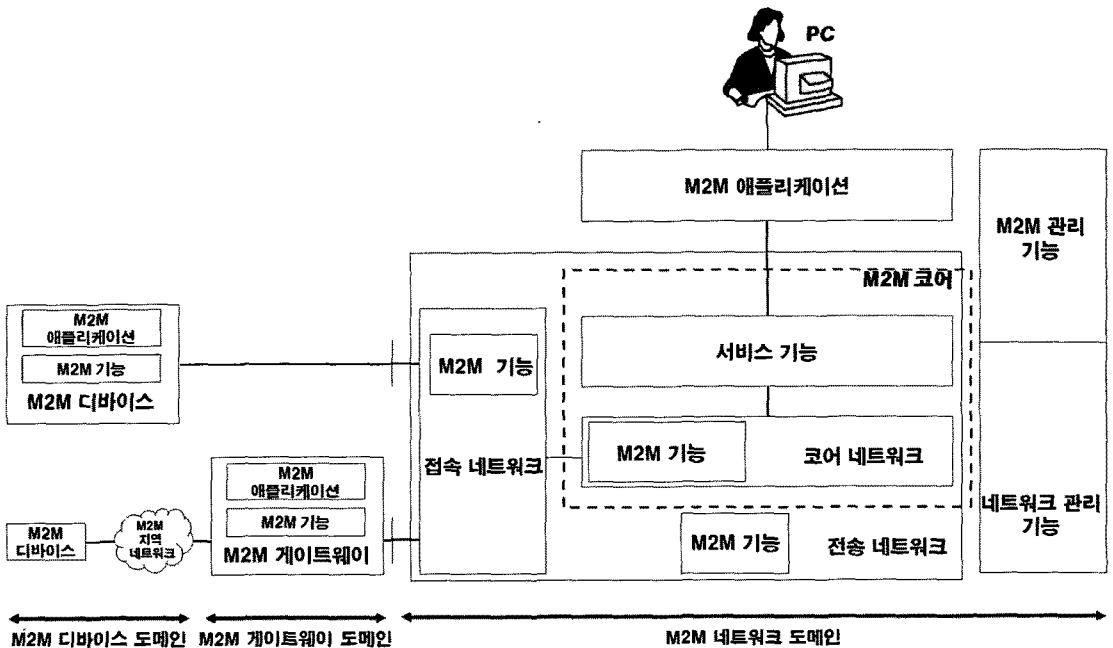 PC
M2M 애플리케이션
M2M 관리
기능
M2M 코어
서비스 기능
M2M
애플리케이션
M2M 기능
M2M 디바이스
M2M 기능
접속 네트워크
M2M 기능
코어 네트워크
M2M
애플리케이션
M2M 기능
M2M 게이트웨이
M2M
디바이스
M2M
지역
네트워크
M2M 기능
전송 네트워크
네트워크 관리
기능
M2M 디바이스 도메인
M2M 게이트웨이 도메인
M2M 네트워크 도메인